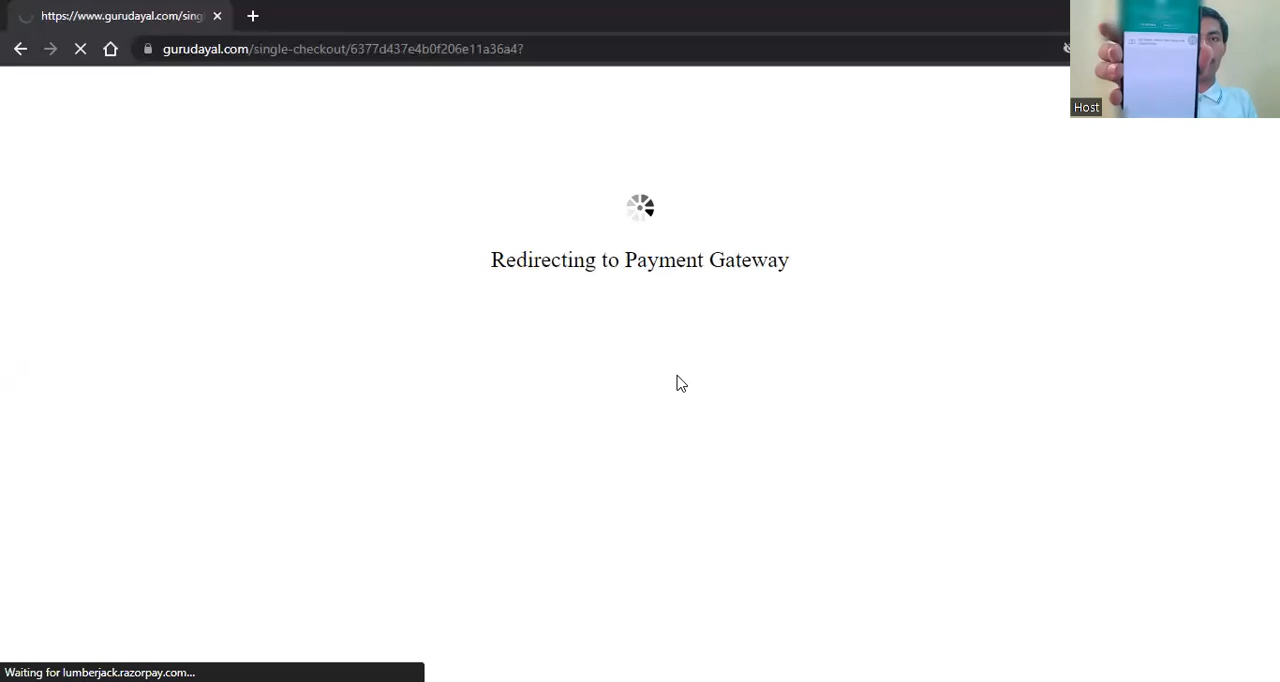 https://www.gurudayal.com/sing
gurudayal.com/single-checkout/6377d437e4b0f206e11a36a4?
Host
Redirecting to Payment Gateway
Waiting for lumberjack.razorpay.com...